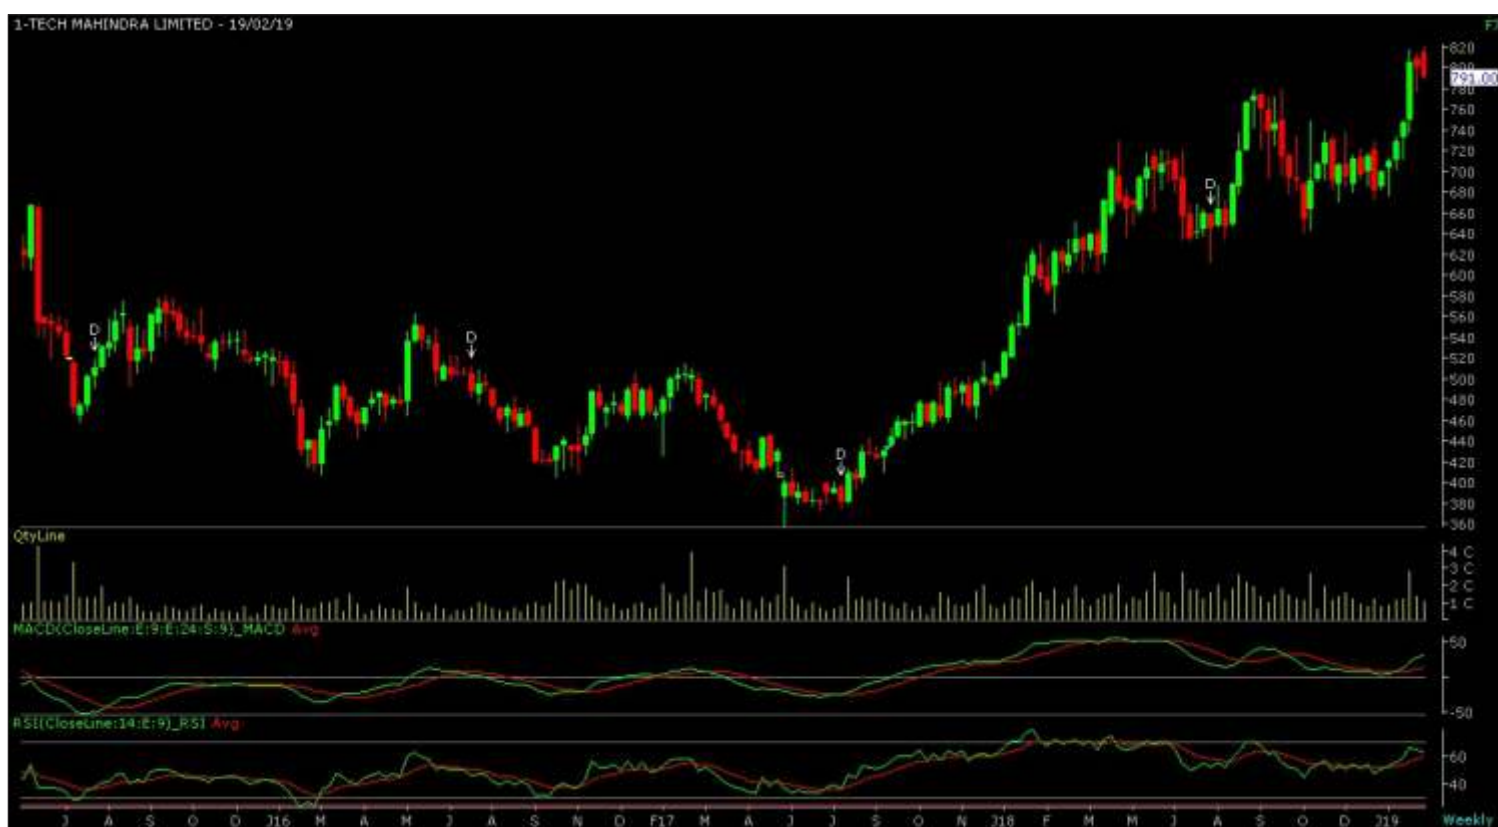 1-TECH MAHINDRA LIMITED - 19/02/19
820
800
791.00
780
760
740
720
700
680
660
640
620
600
580
560
540
520
500
480
460
440
420
400
380
360
D
D
D
D
QtyLine
4 C
3 C
2 C
1 C
MACD(CloseLine:E:9:E:24:S:9)_MACD Avg
50
-50
RSI(CloseLine:14:E:9)_RSI Avg
60
40
J A S O D J16 M A M J A S N D F17 M A J J S O N J18 F M M J A S O D J19 Weekly